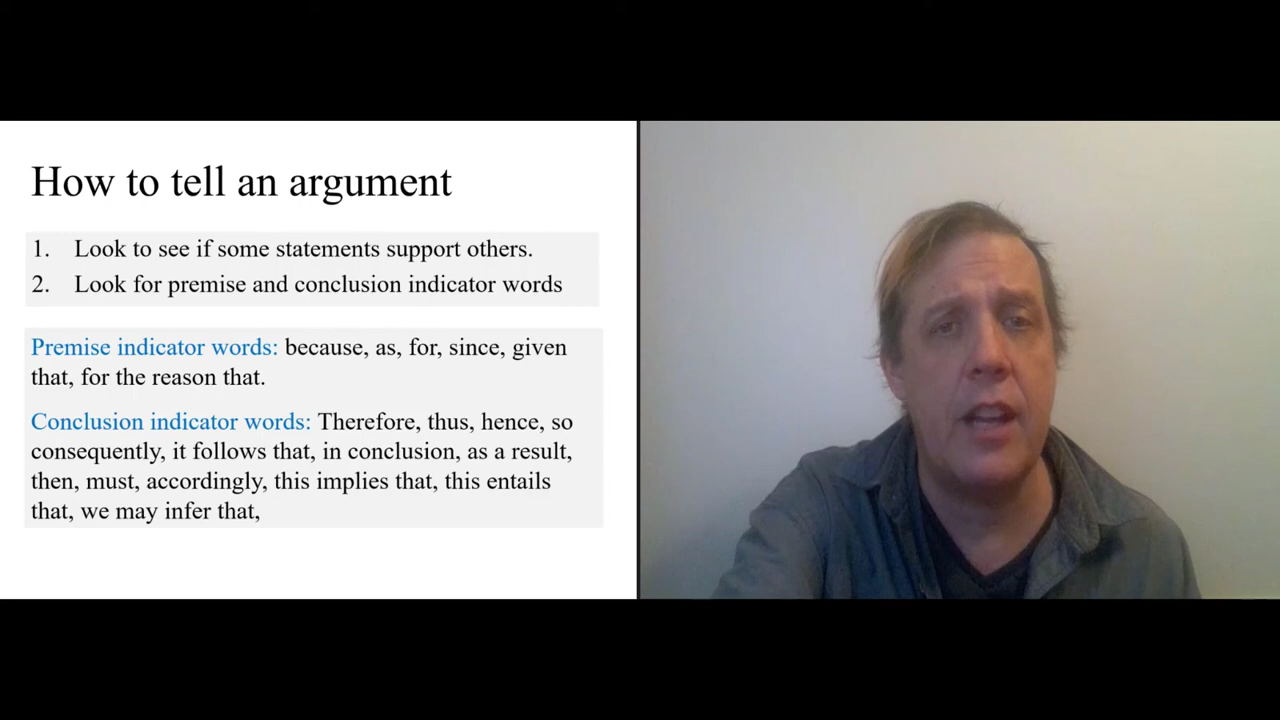 How to tell an argument
1. Look to see if some statements support others.
2. Look for premise and conclusion indicator words
Premise indicator words: because, as, for, since, given
that, for the reason that.
Conclusion indicator words: Therefore, thus, hence, so
consequently, it follows that, in conclusion, as a result,
then, must, accordingly, this implies that, this entails
that, we may infer that,